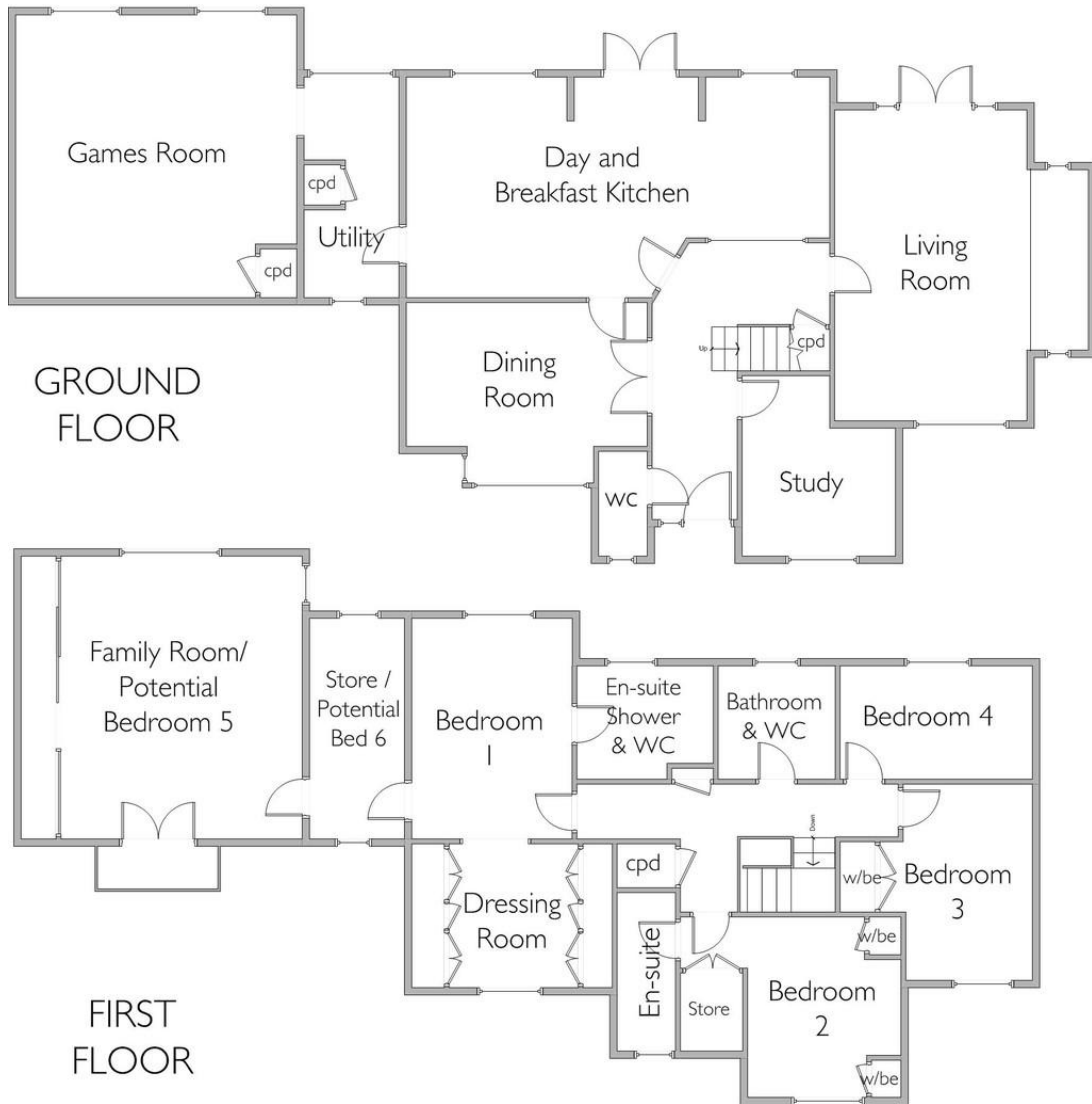 Games Room
cpd
Utility
cpd
Day and
Breakfast Kitchen
Living
Room
Dining
Room
Up
cpd
Study
WC
GROUND
FLOOR
Family Room/
Potential
Bedroom 5
Store /
Potential
Bed 6
Bedroom
1
En-suite
Shower
& WC
Bathroom
& WC
Bedroom 4
Down
cpd
Dressing
Room
En-suite
w/be
Bedroom
3
w/be
Store
Bedroom
2
w/be
FIRST
FLOOR